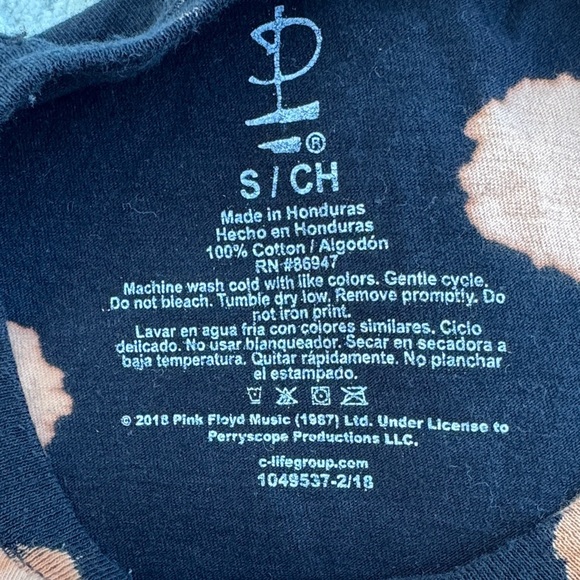 ®
S / CH
Made in Honduras
Hecho en Honduras
100% Cotton / Algodón
RN #86947
Machine wash cold with like colors. Gentle cycle.
Do not bleach. Tumble dry low. Remove promptly. Do
not iron print.
Lavar en agua fria con colores similares. Ciclo
delicado. No usar blanqueador. Secar en secadora a
baja temperatura. Quitar rápidamente. No planchar
el estampado.
© 2018 Pink Floyd Music (1987) Ltd. Under License to
Perryscope Productions LLC.
c-lifegroup.com
1049537-2/18